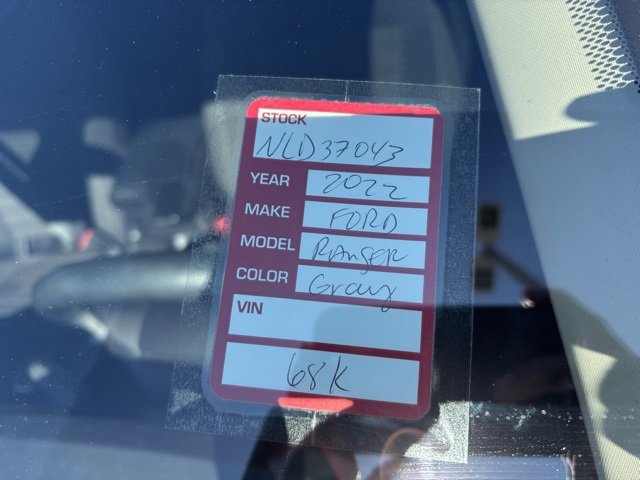 STOCK
NLD37043
YEAR 2022
MAKE FORD
MODEL RANGER
COLOR Gray
VIN
68K